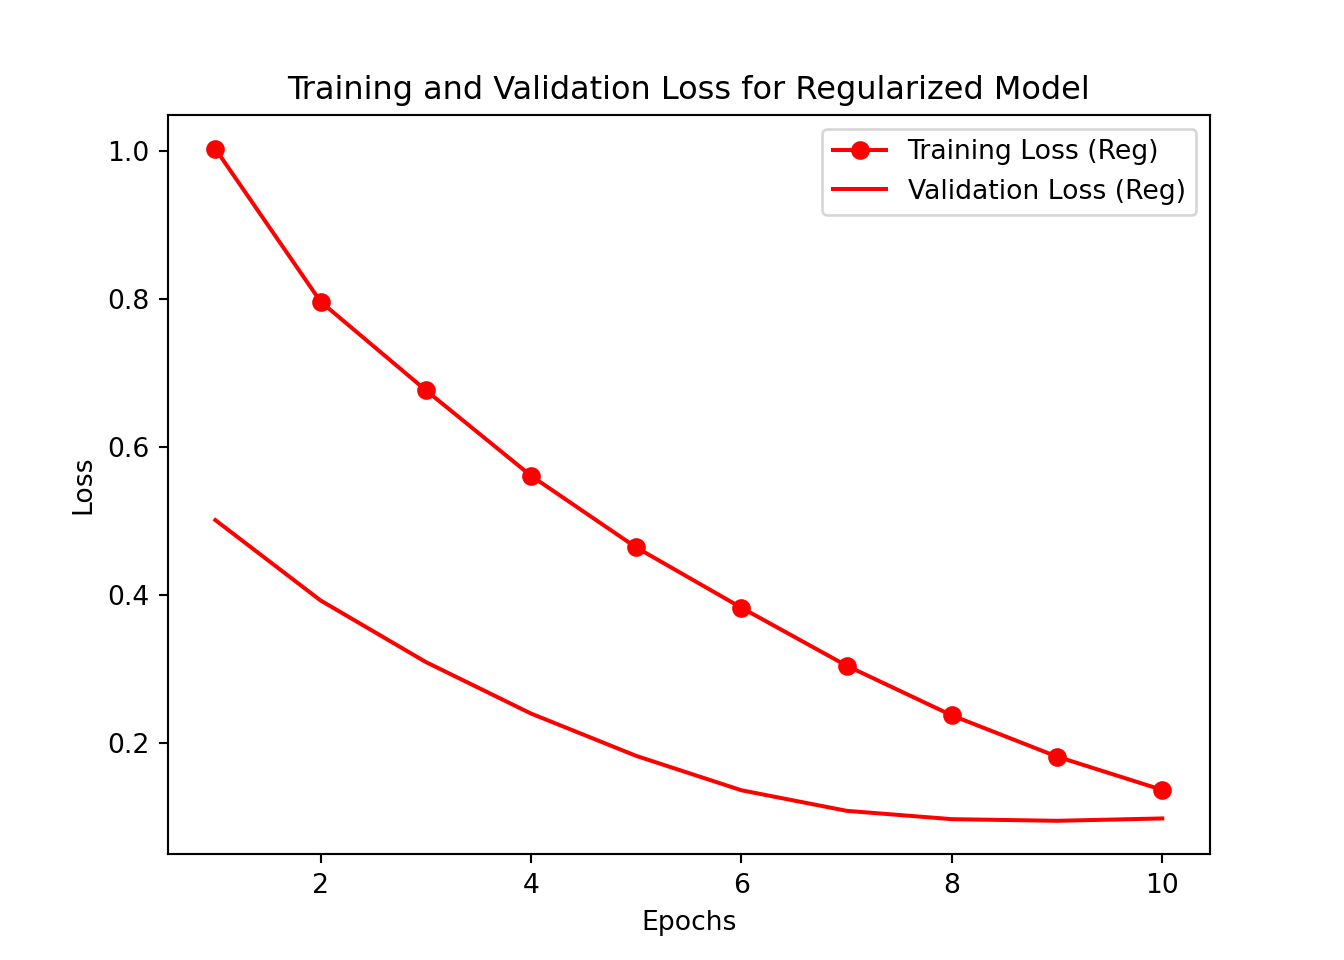 Training and Validation Loss for Regularized Model
Training Loss (Reg)
Validation Loss (Reg)
1.0
0.8
0.6
0.4
0.2
Loss
2 4 6 8 10
Epochs